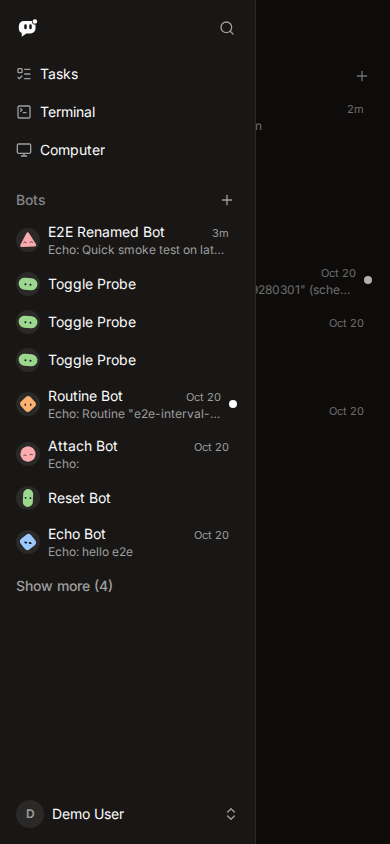 Tasks
2m
Terminal
n
Computer
Bots
E2E Renamed Bot 3m
Echo: Quick smoke test on lat...
Toggle Probe
Oct 20
9280301" (sche...
Toggle Probe
Oct 20
Toggle Probe
Routine Bot Oct 20
Echo: Routine "e2e-interval-...
Oct 20
Attach Bot Oct 20
Echo:
Reset Bot
Echo Bot Oct 20
Echo: hello e2e
Show more (4)
D Demo User